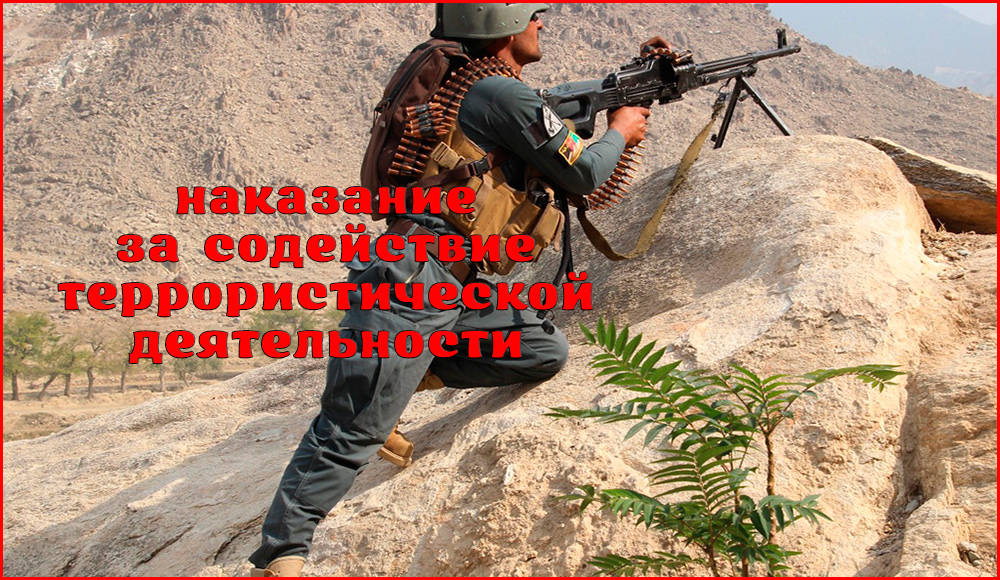 наказание
за содействие
террористической
деятельности